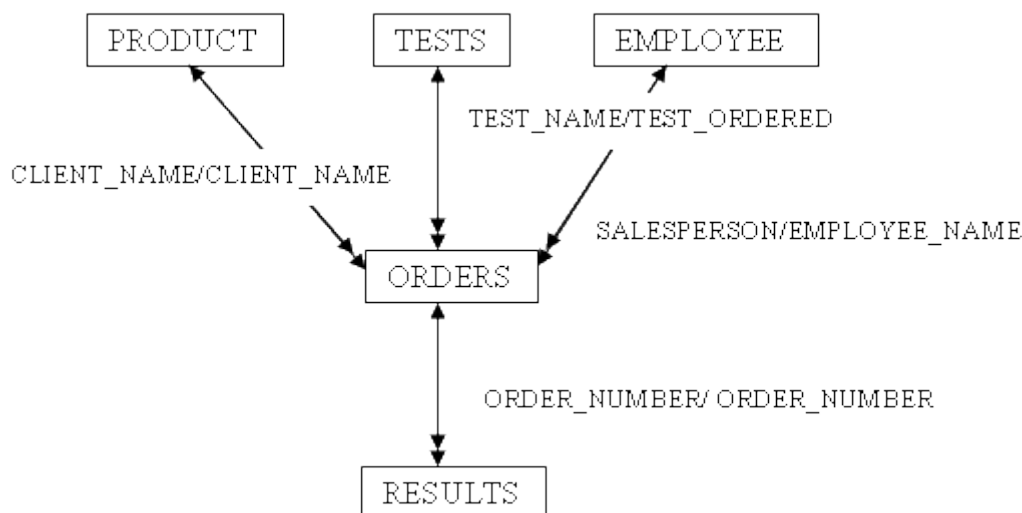 PRODUCT
TESTS
EMPLOYEE
TEST_NAME/TEST_ORDERED
CLIENT_NAME/CLIENT_NAME
SALESPERSON/EMPLOYEE_NAME
ORDERS
ORDER_NUMBER/ ORDER_NUMBER
RESULTS